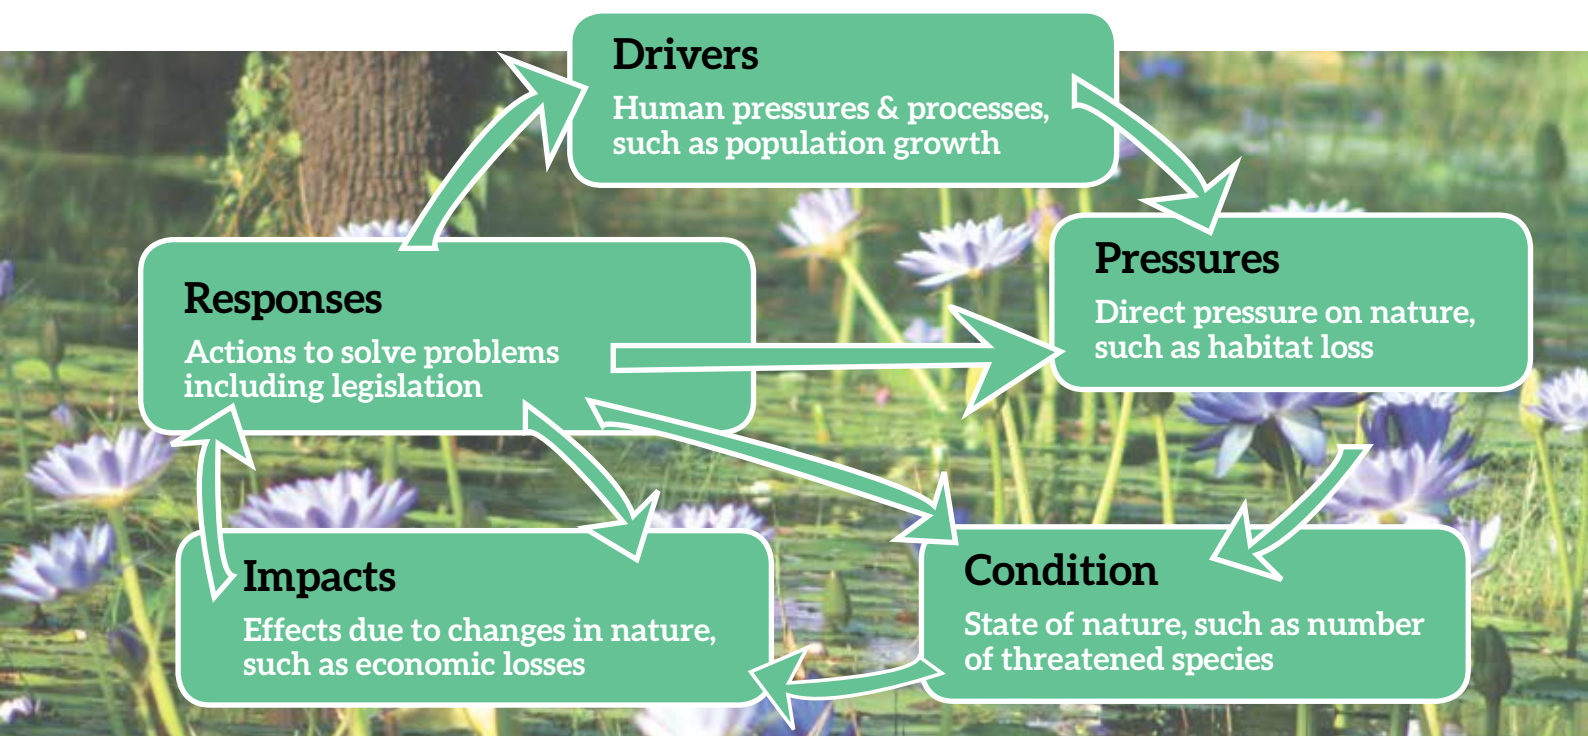 Drivers
Human pressures & processes,
such as population growth
Pressures
Direct pressure on nature,
such as habitat loss
Responses
Actions to solve problems
including legislation
Condition
State of nature, such as number
of threatened species
Impacts
Effects due to changes in nature,
such as economic losses